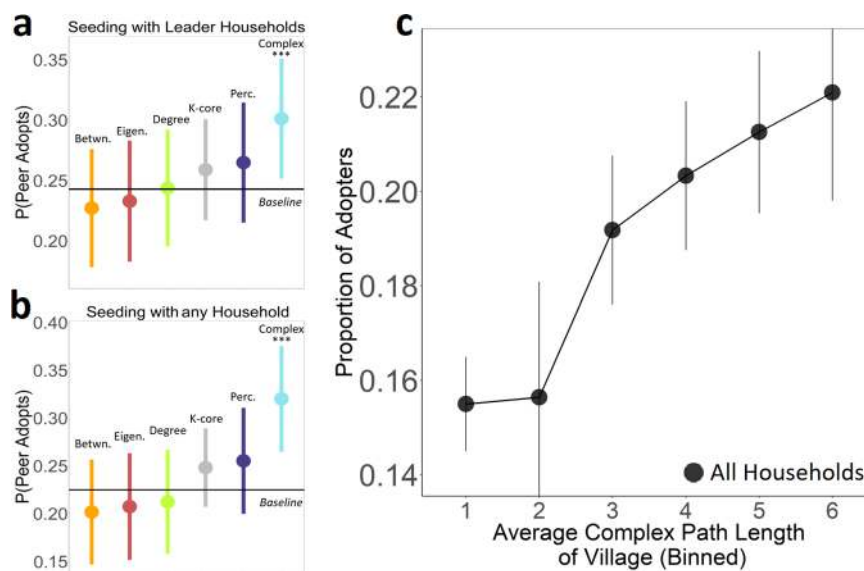 a
Seeding with Leader Households
0.35
0.30
0.25
0.20
P(Peer Adopts)
Betwn.
Eigen.
Degree
K-core
Perc.
Complex
***
Baseline
b
Seeding with any Household
0.40
0.35
0.30
0.25
0.20
0.15
P(Peer Adopts)
Betwn.
Eigen.
Degree
K-core
Perc.
Complex
***
Baseline
c
0.22
0.20
0.18
0.16
0.14
Proportion of Adopters
All Households
1 2 3 4 5 6
Average Complex Path Length
of Village (Binned)